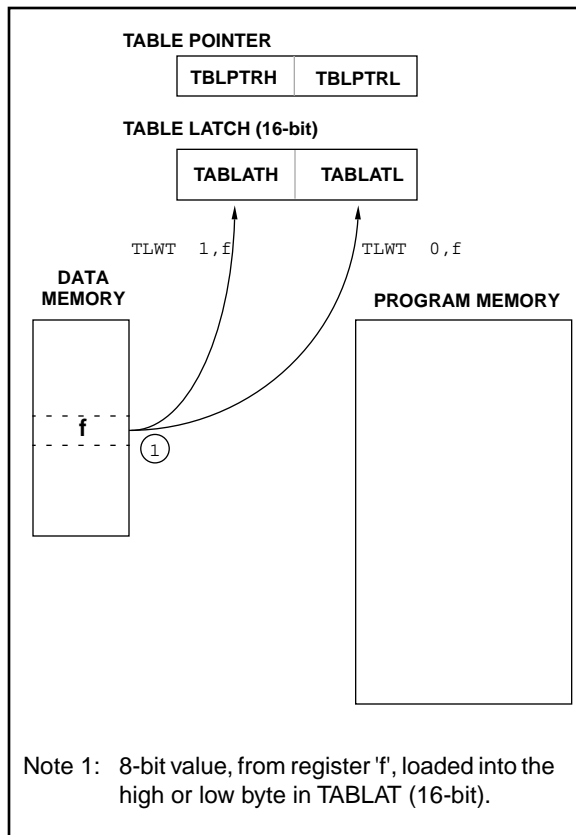 TABLE POINTER
TBLPTRH TBLPTRL
TABLE LATCH (16-bit)
TABLATH TABLATL
TLWT 1,f TLWT 0,f
DATA
MEMORY
PROGRAM MEMORY
f
1
Note 1: 8-bit value, from register 'f', loaded into the
high or low byte in TABLAT (16-bit).